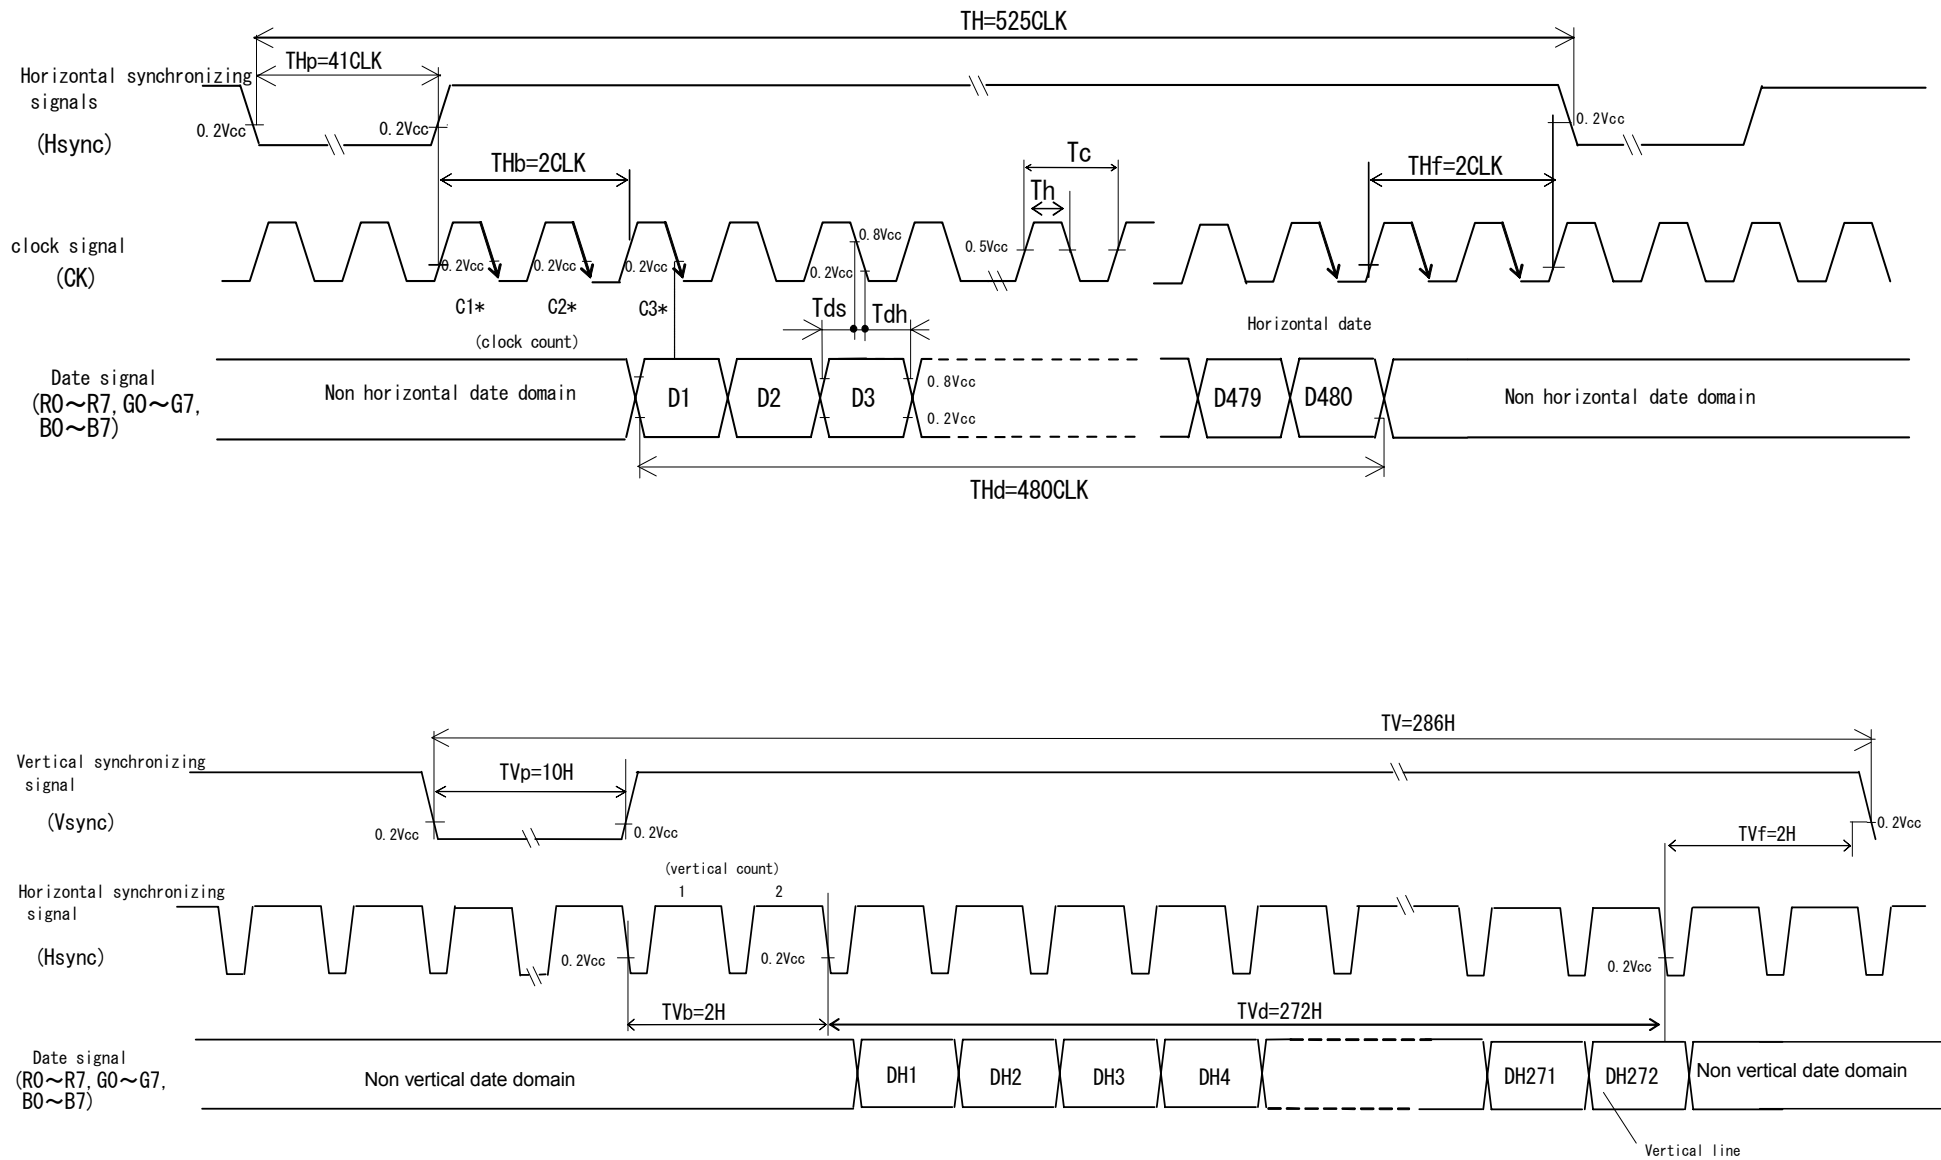 TH=525CLK
THp=41CLK
Horizontal synchronizing
signals
(Hsync)
0.2Vcc
0.2Vcc
0.2Vcc
THb=2CLK
Tc
Th
THf=2CLK
clock signal
(CK)
0.2Vcc
0.2Vcc
0.2Vcc
0.8Vcc
0.2Vcc
0.5Vcc
C1*
C2*
C3*
(clock count)
Tds
Tdh
Horizontal date
Date signal
(R0～R7, G0～G7,
B0～B7)
Non horizontal date domain
D1
D2
D3
0.8Vcc
0.2Vcc
D479
D480
Non horizontal date domain
THd=480CLK
TV=286H
Vertical synchronizing
signal
(Vsync)
TVp=10H
0.2Vcc
0.2Vcc
0.2Vcc
TVf=2H
(vertical count)
1
2
Horizontal synchronizing
signal
(Hsync)
0.2Vcc
0.2Vcc
0.2Vcc
TVb=2H
TVd=272H
Date signal
(R0～R7, G0～G7,
B0～B7)
Non vertical date domain
DH1
DH2
DH3
DH4
DH271
DH272
Non vertical date domain
Vertical line